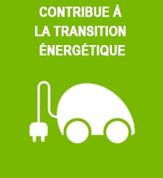 CONTRIBUE À
LA TRANSITION
ÉNERGÉTIQUE